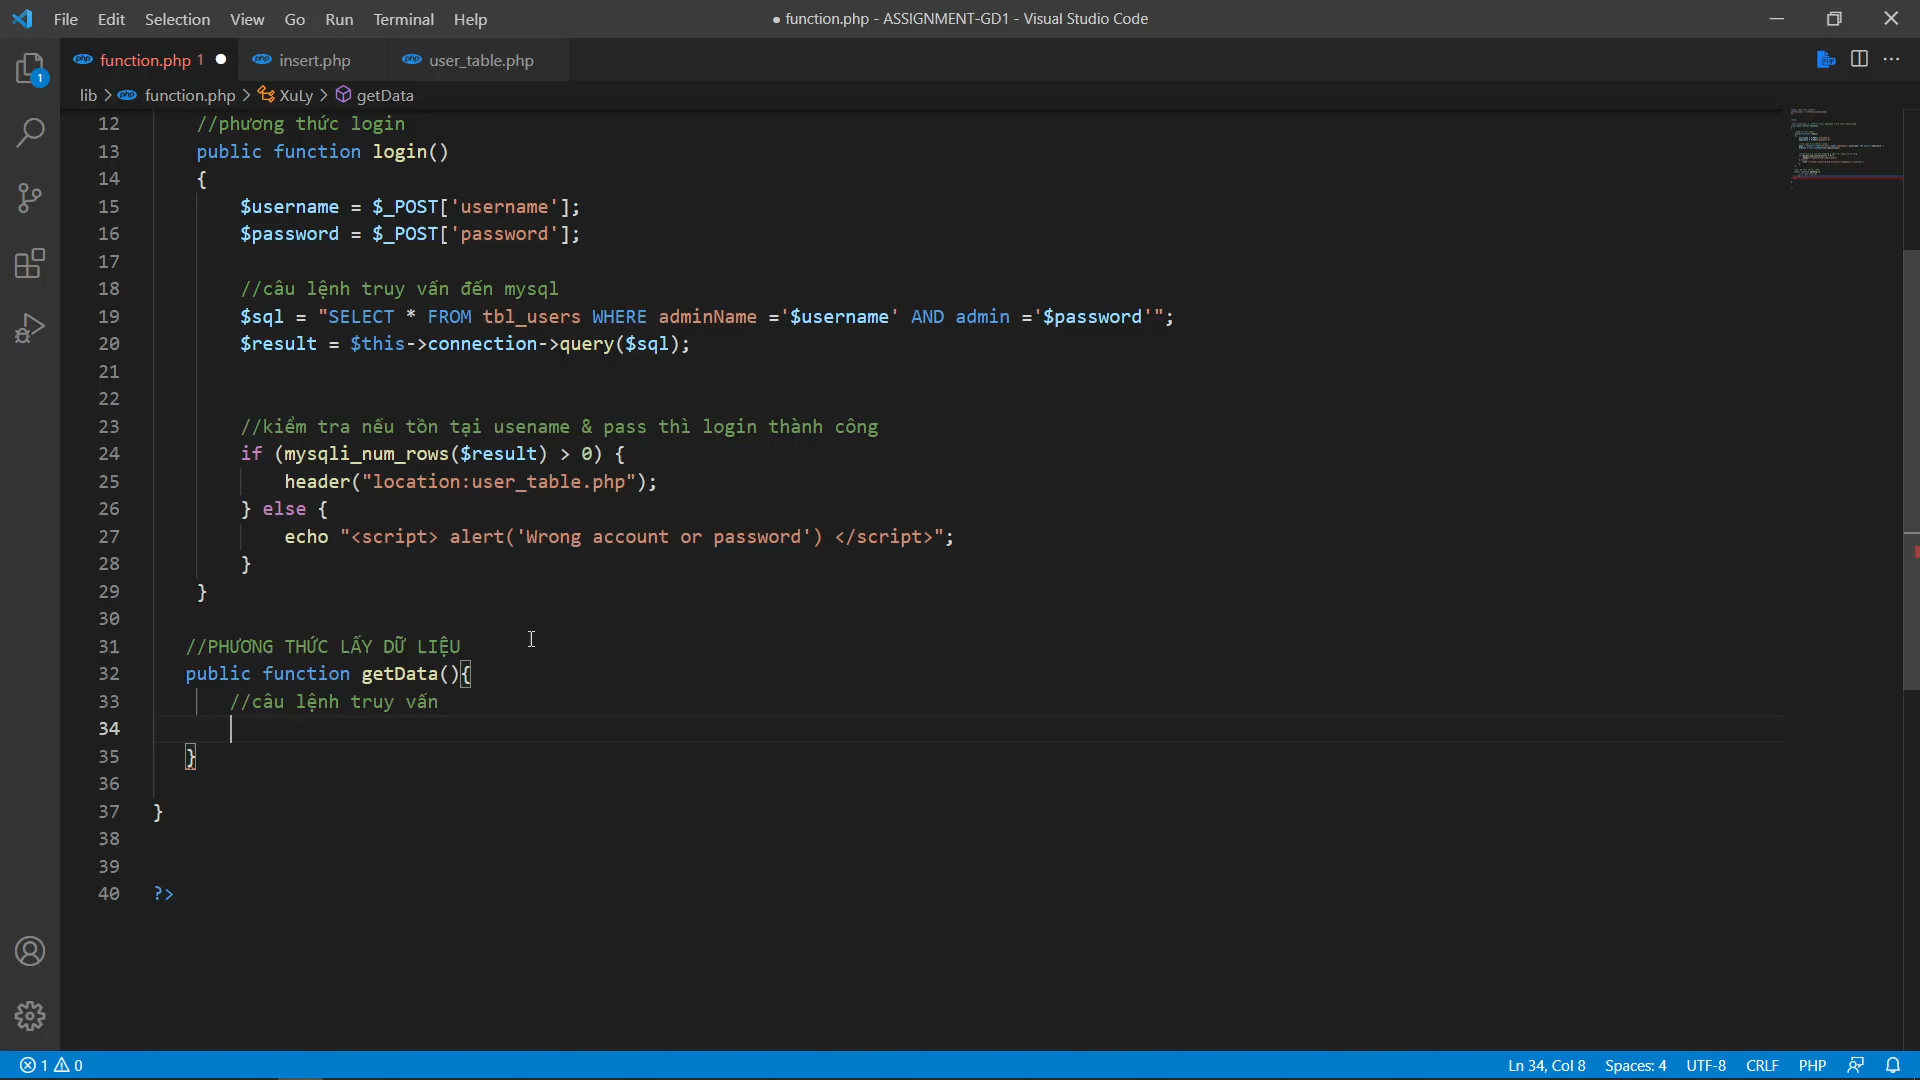 File Edit Selection View Go Run Terminal Help
● function.php - ASSIGNMENT-GD1 - Visual Studio Code
function.php 1 ●
insert.php
user_table.php
lib > function.php > XuLy > getData
12 //phương thức login
13 public function login()
14 {
15 $username = $_POST['username'];
16 $password = $_POST['password'];
17
18 //câu lệnh truy vấn đến mysql
19 $sql = "SELECT * FROM tbl_users WHERE adminName ='$username' AND admin ='$password'";
20 $result = $this->connection->query($sql);
21
22
23 //kiểm tra nếu tồn tại usename & pass thì login thành công
24 if (mysqli_num_rows($result) > 0) {
25 header("location:user_table.php");
26 } else {
27 echo "<script> alert('Wrong account or password') </script>";
28 }
29 }
30
31 //PHƯƠNG THỨC LẤY DỮ LIỆU
32 public function getData(){
33 //câu lệnh truy vấn
34
35 }
36
37 }
38
39
40 ?>
1
1 0
Ln 34, Col 8 Spaces: 4 UTF-8 CRLF PHP